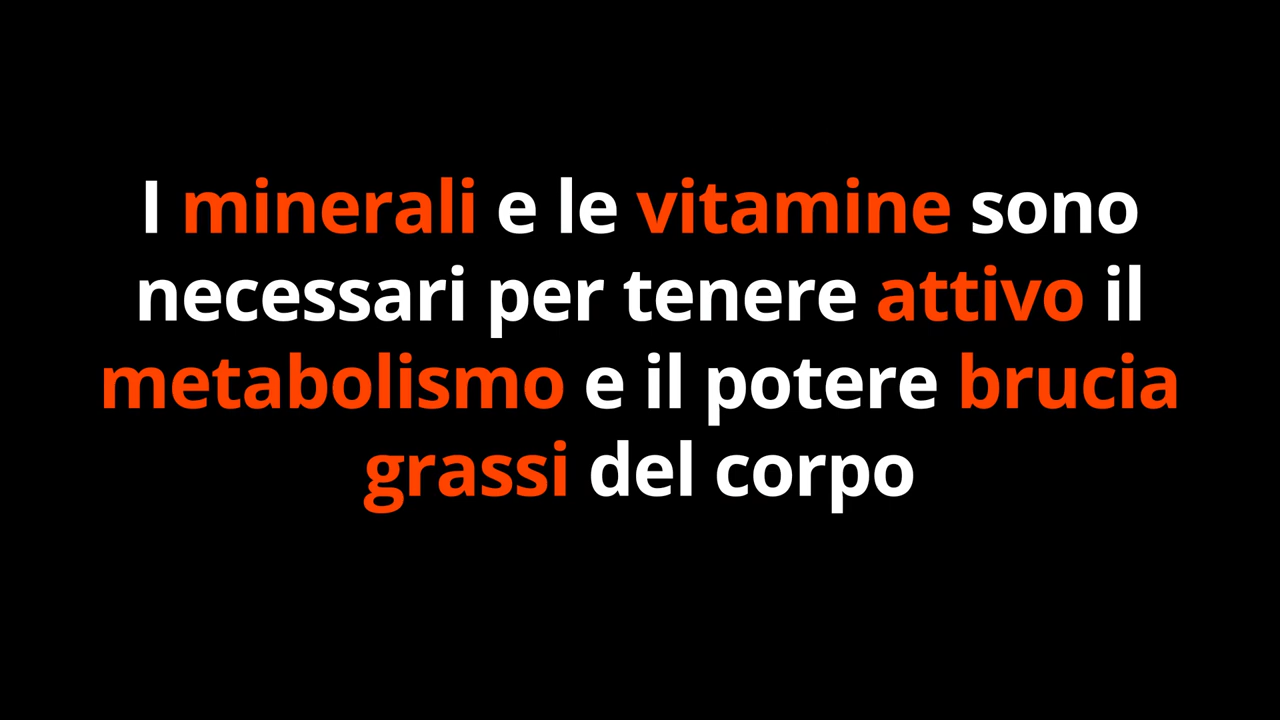 I minerali e le vitamine sono
necessari per tenere attivo il
metabolismo e il potere brucia
grassi del corpo